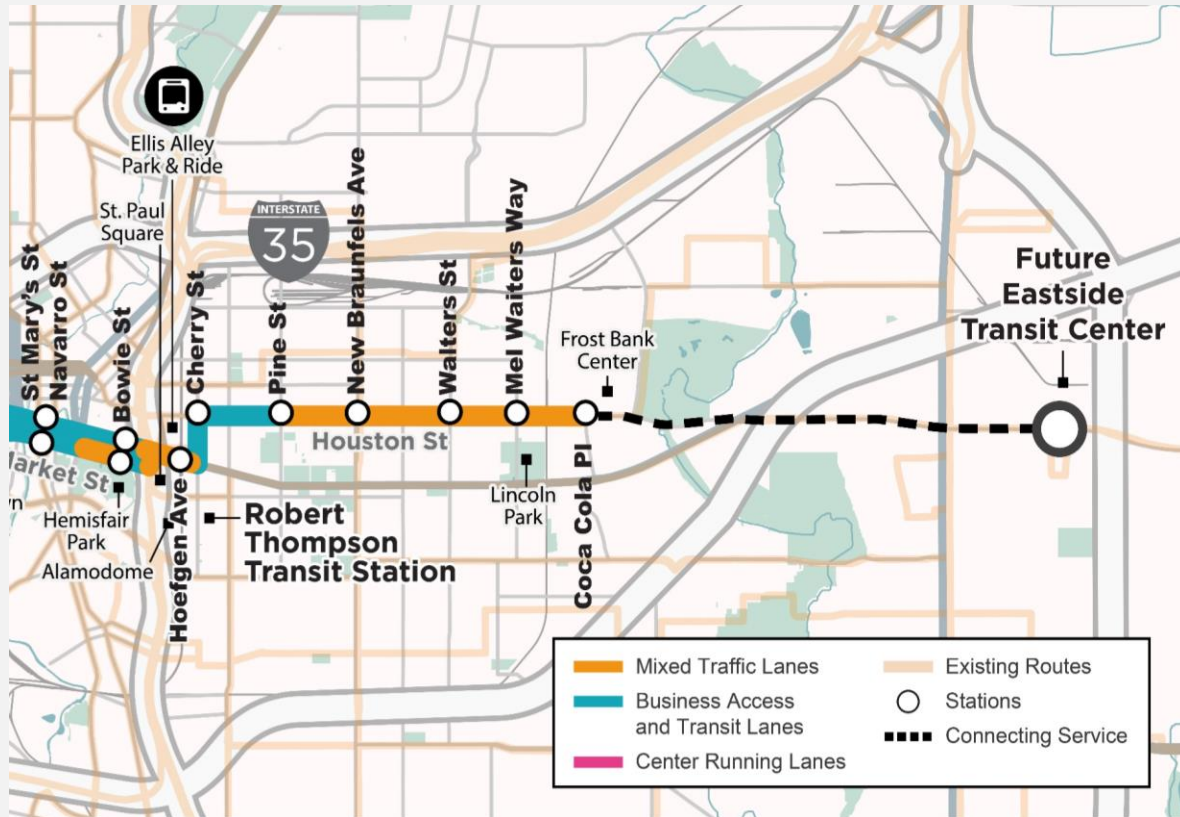 Ellis Alley
Park & Ride
St. Paul
Square
INTERSTATE
35
St Mary's St
Navarro St
Bowie St
Cherry St
Pine St
New Braunfels Ave
Walters St
Mel Waiters Way
Frost Bank
Center
Future
Eastside
Transit Center
Houston St
Market St
wn
Hemisfair
Park
Alamodome
Hoefgen Ave
Robert
Thompson
Transit Station
Lincoln
Park
Coca Cola Pl
Mixed Traffic Lanes
Business Access
and Transit Lanes
Center Running Lanes
Existing Routes
Stations
Connecting Service